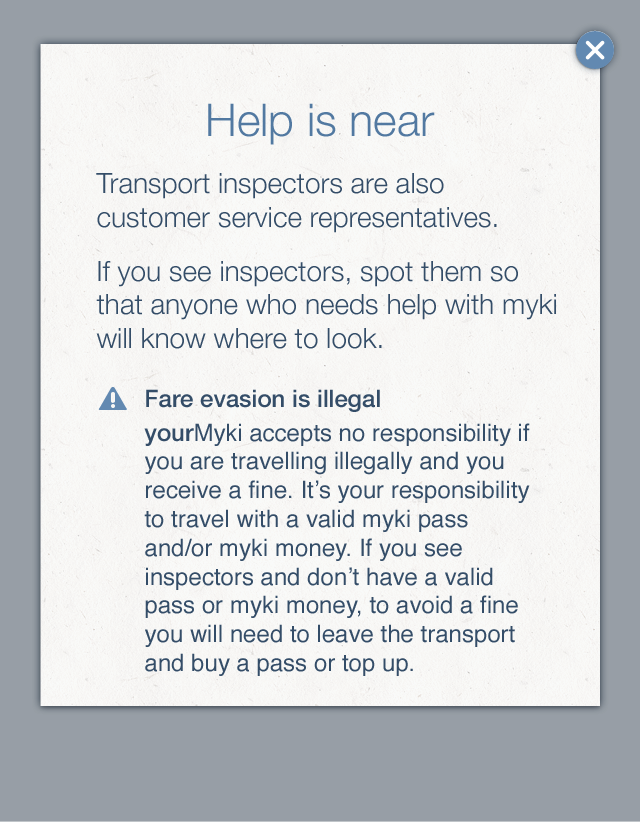 Help is near
Transport inspectors are also
customer service representatives.
If you see inspectors, spot them so
that anyone who needs help with myki
will know where to look.
Fare evasion is illegal
yourMyki accepts no responsibility if
you are travelling illegally and you
receive a fine. It’s your responsibility
to travel with a valid myki pass
and/or myki money. If you see
inspectors and don’t have a valid
pass or myki money, to avoid a fine
you will need to leave the transport
and buy a pass or top up.